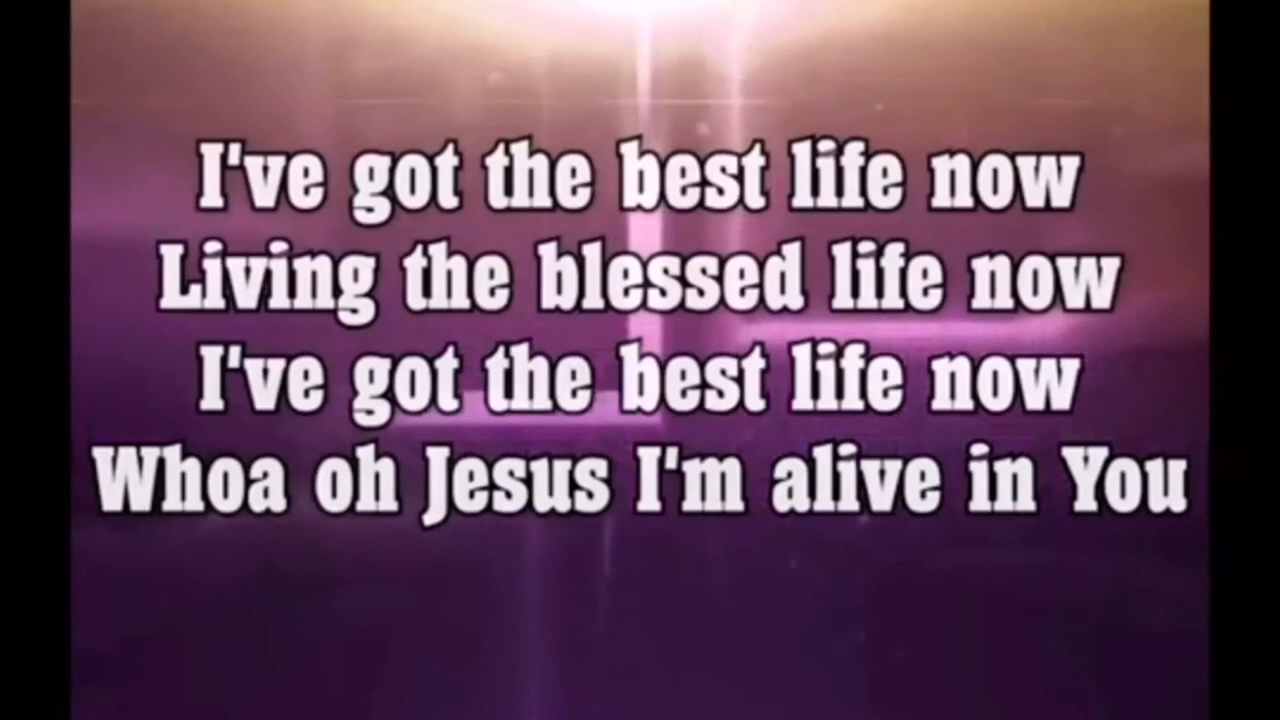 I've got the best life now
Living the blessed life now
I've got the best life now
Whoa oh Jesus I'm alive in You